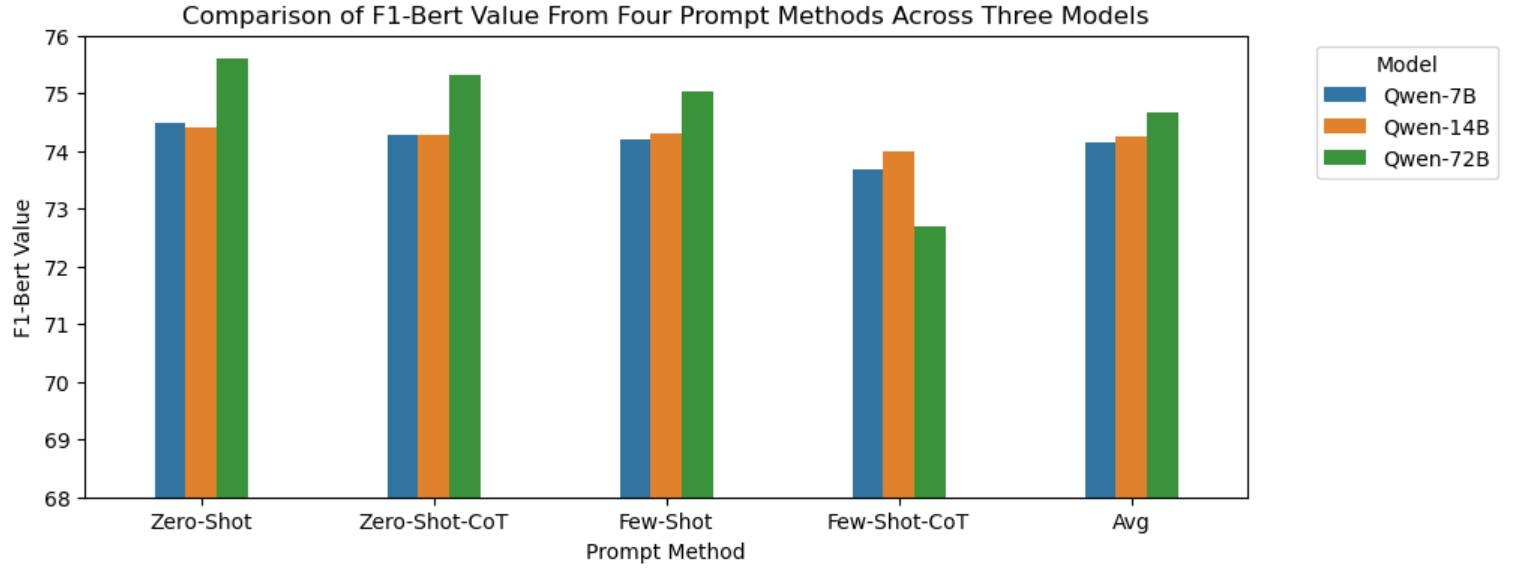 Comparison of F1-Bert Value From Four Prompt Methods Across Three Models
76
75
74
73
72
71
70
69
68
F1-Bert Value
Zero-Shot
Zero-Shot-CoT
Few-Shot
Few-Shot-CoT
Avg
Prompt Method
Model
Qwen-7B
Qwen-14B
Qwen-72B